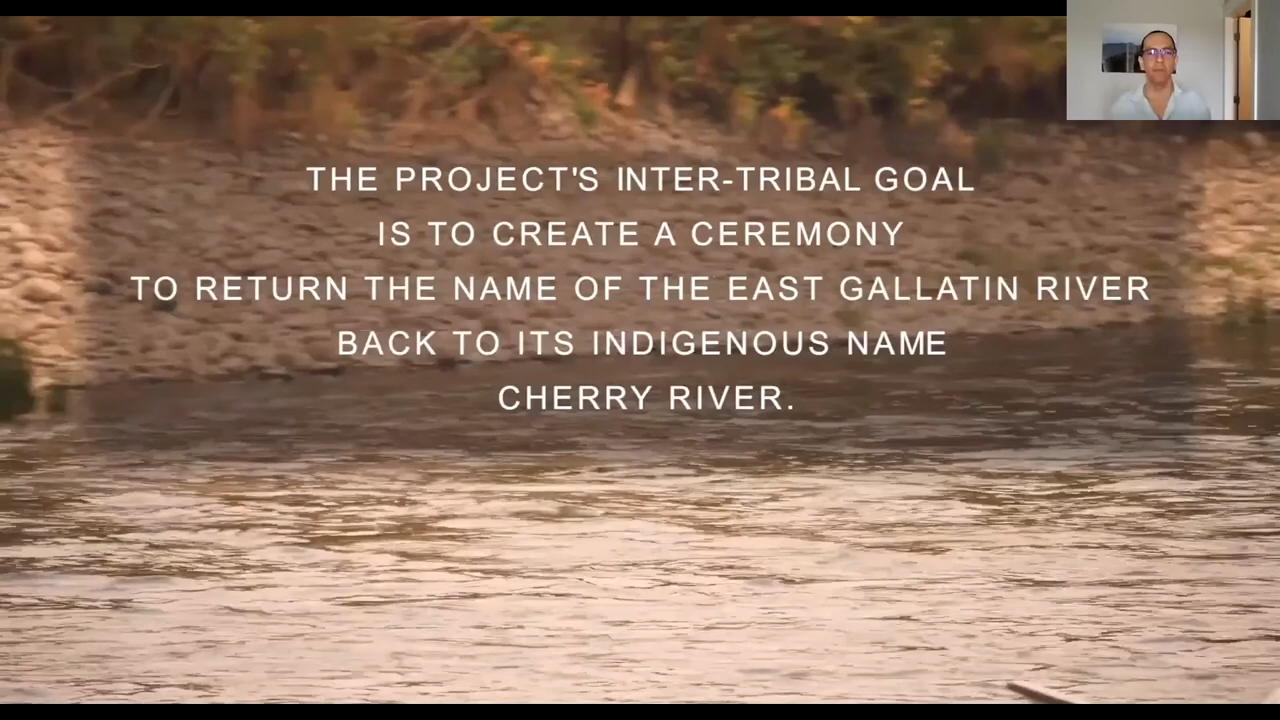 THE PROJECT'S INTER-TRIBAL GOAL
IS TO CREATE A CEREMONY
TO RETURN THE NAME OF THE EAST GALLATIN RIVER
BACK TO ITS INDIGENOUS NAME
CHERRY RIVER.